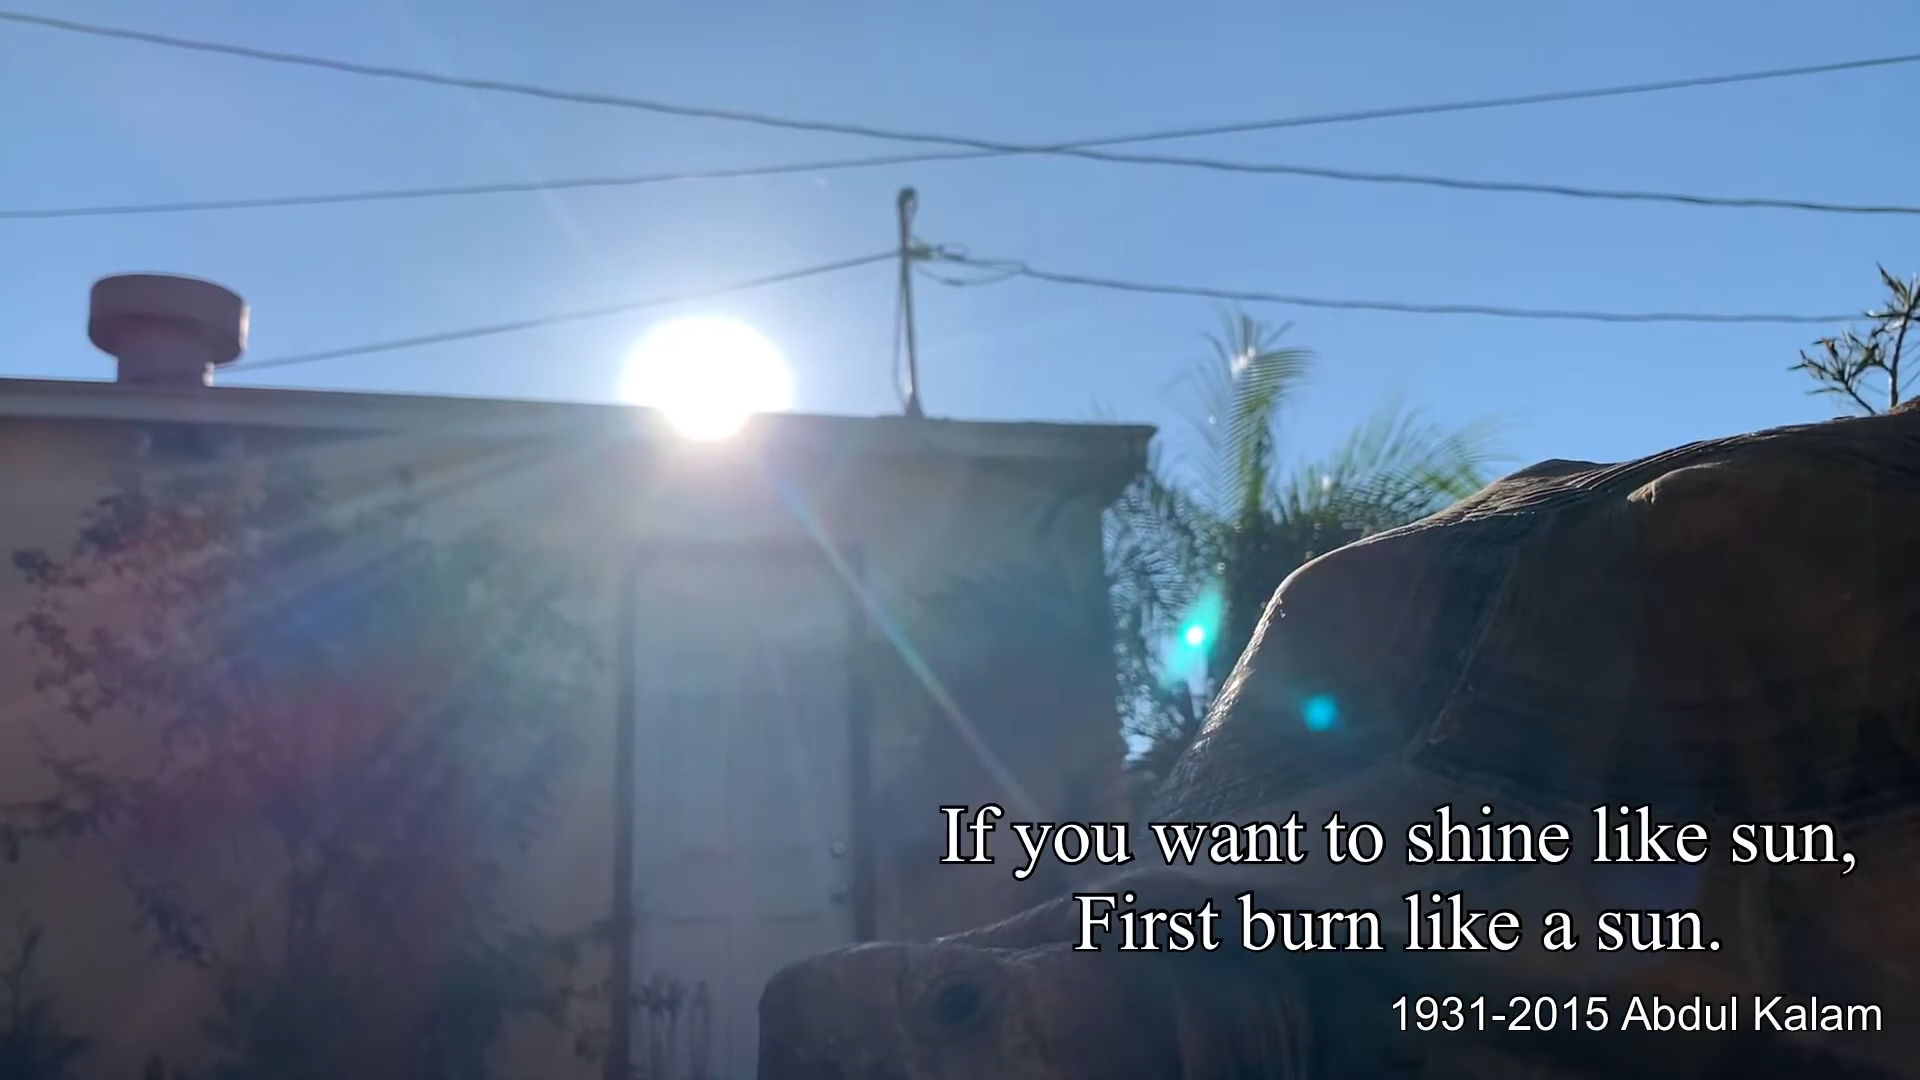 If you want to shine like sun,
First burn like a sun.
1931-2015 Abdul Kalam